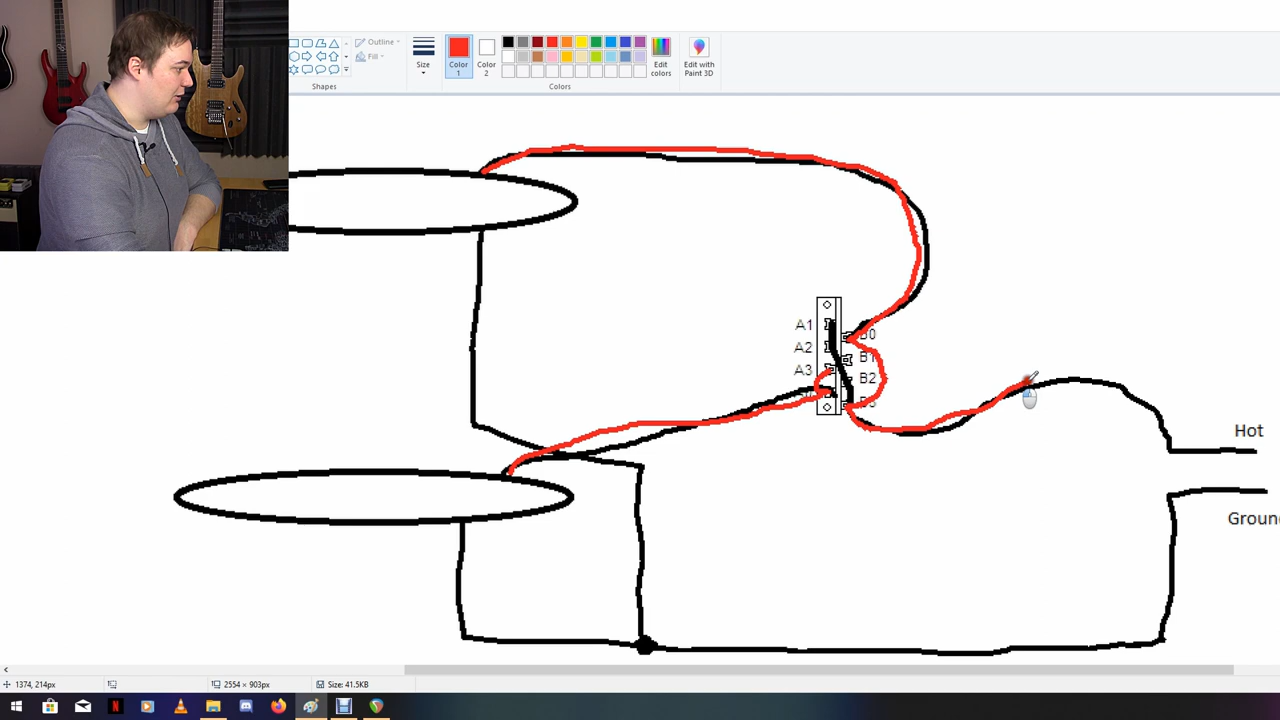 Outline
Fill
Size
Color
1
Color
2
Edit
colors
Edit with
Paint 3D
Shapes
Colors
A1
A2
A3
B0
B1
B2
Hot
Ground
1374, 214px
2554 × 903px
Size: 41.5KB